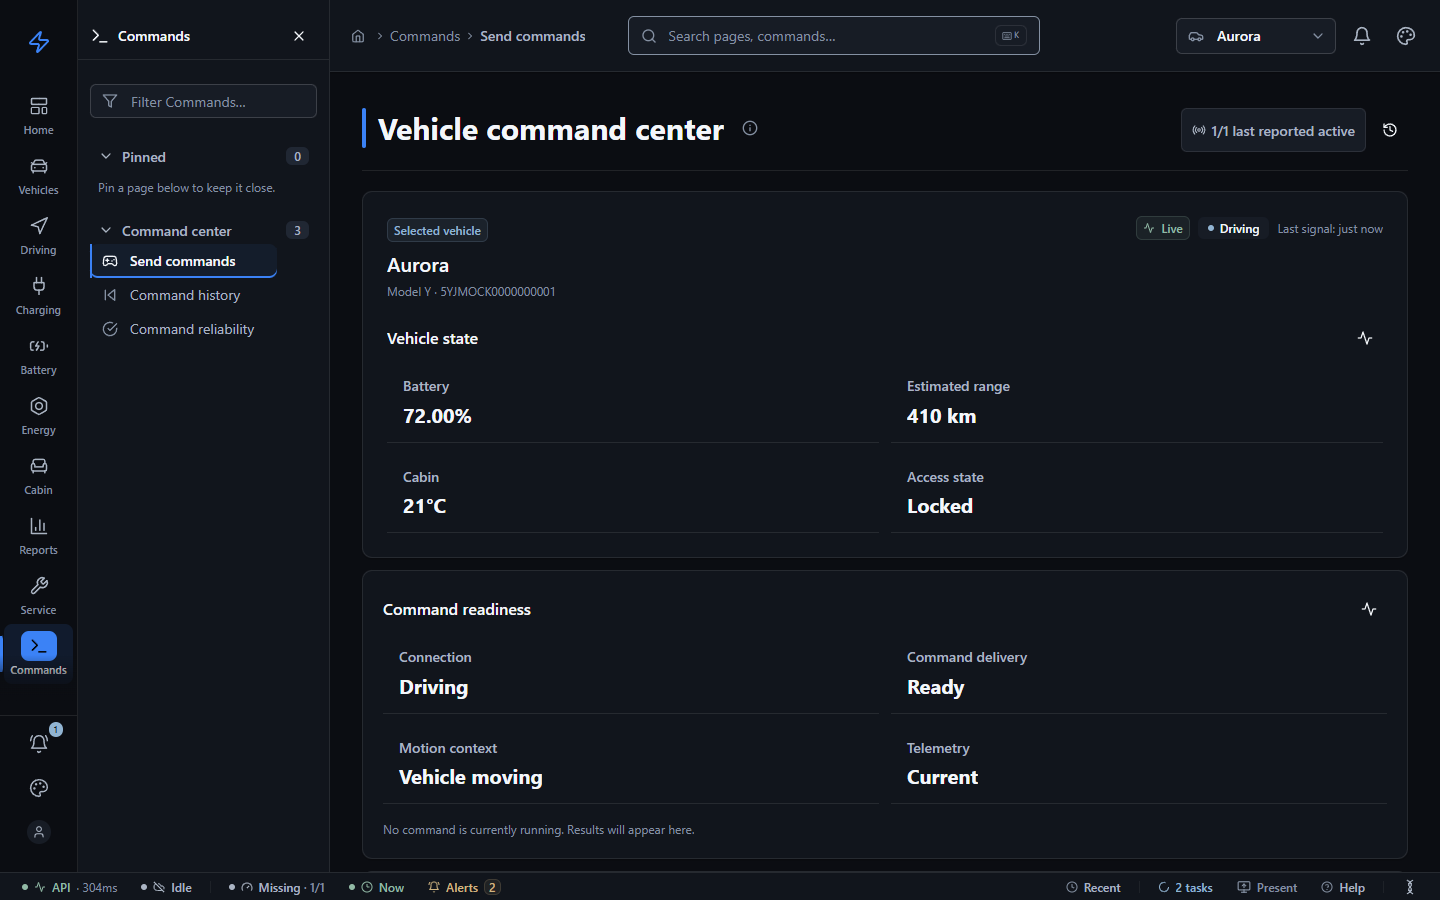 Home
Vehicles
Driving
Charging
Battery
Energy
Cabin
Reports
Service
Commands
1
Commands
Filter Commands...
Pinned 0
Pin a page below to keep it close.
Command center 3
Send commands
Command history
Command reliability
Commands Send commands
Search pages, commands... K
Aurora
Vehicle command center
1/1 last reported active
Selected vehicle
Live Driving Last signal: just now
Aurora
Model Y · 5YJMOCK0000000001
Vehicle state
Battery
72.00%
Estimated range
410 km
Cabin
21°C
Access state
Locked
Command readiness
Connection
Driving
Command delivery
Ready
Motion context
Vehicle moving
Telemetry
Current
No command is currently running. Results will appear here.
API · 304ms Idle Missing · 1/1 Now Alerts 2 Recent 2 tasks Present Help